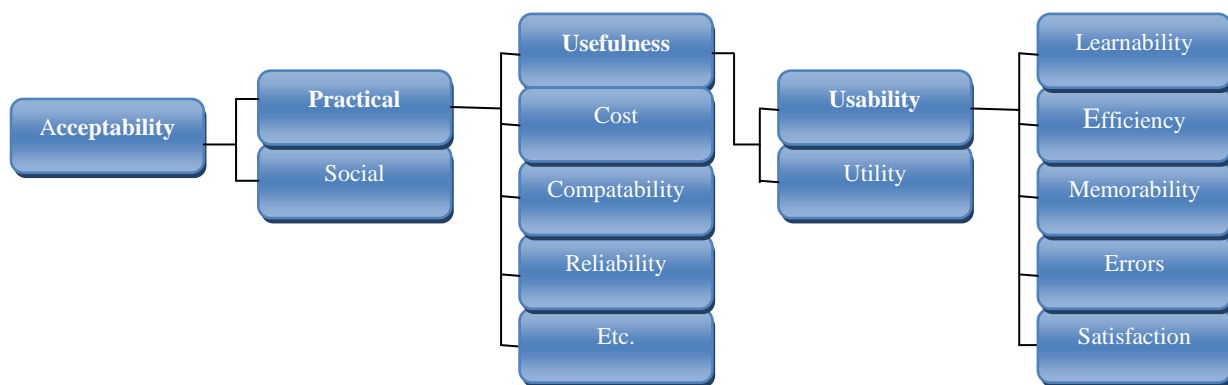 Acceptability
Practical
Social
Usefulness
Cost
Compatability
Reliability
Etc.
Usability
Utility
Learnability
Efficiency
Memorability
Errors
Satisfaction